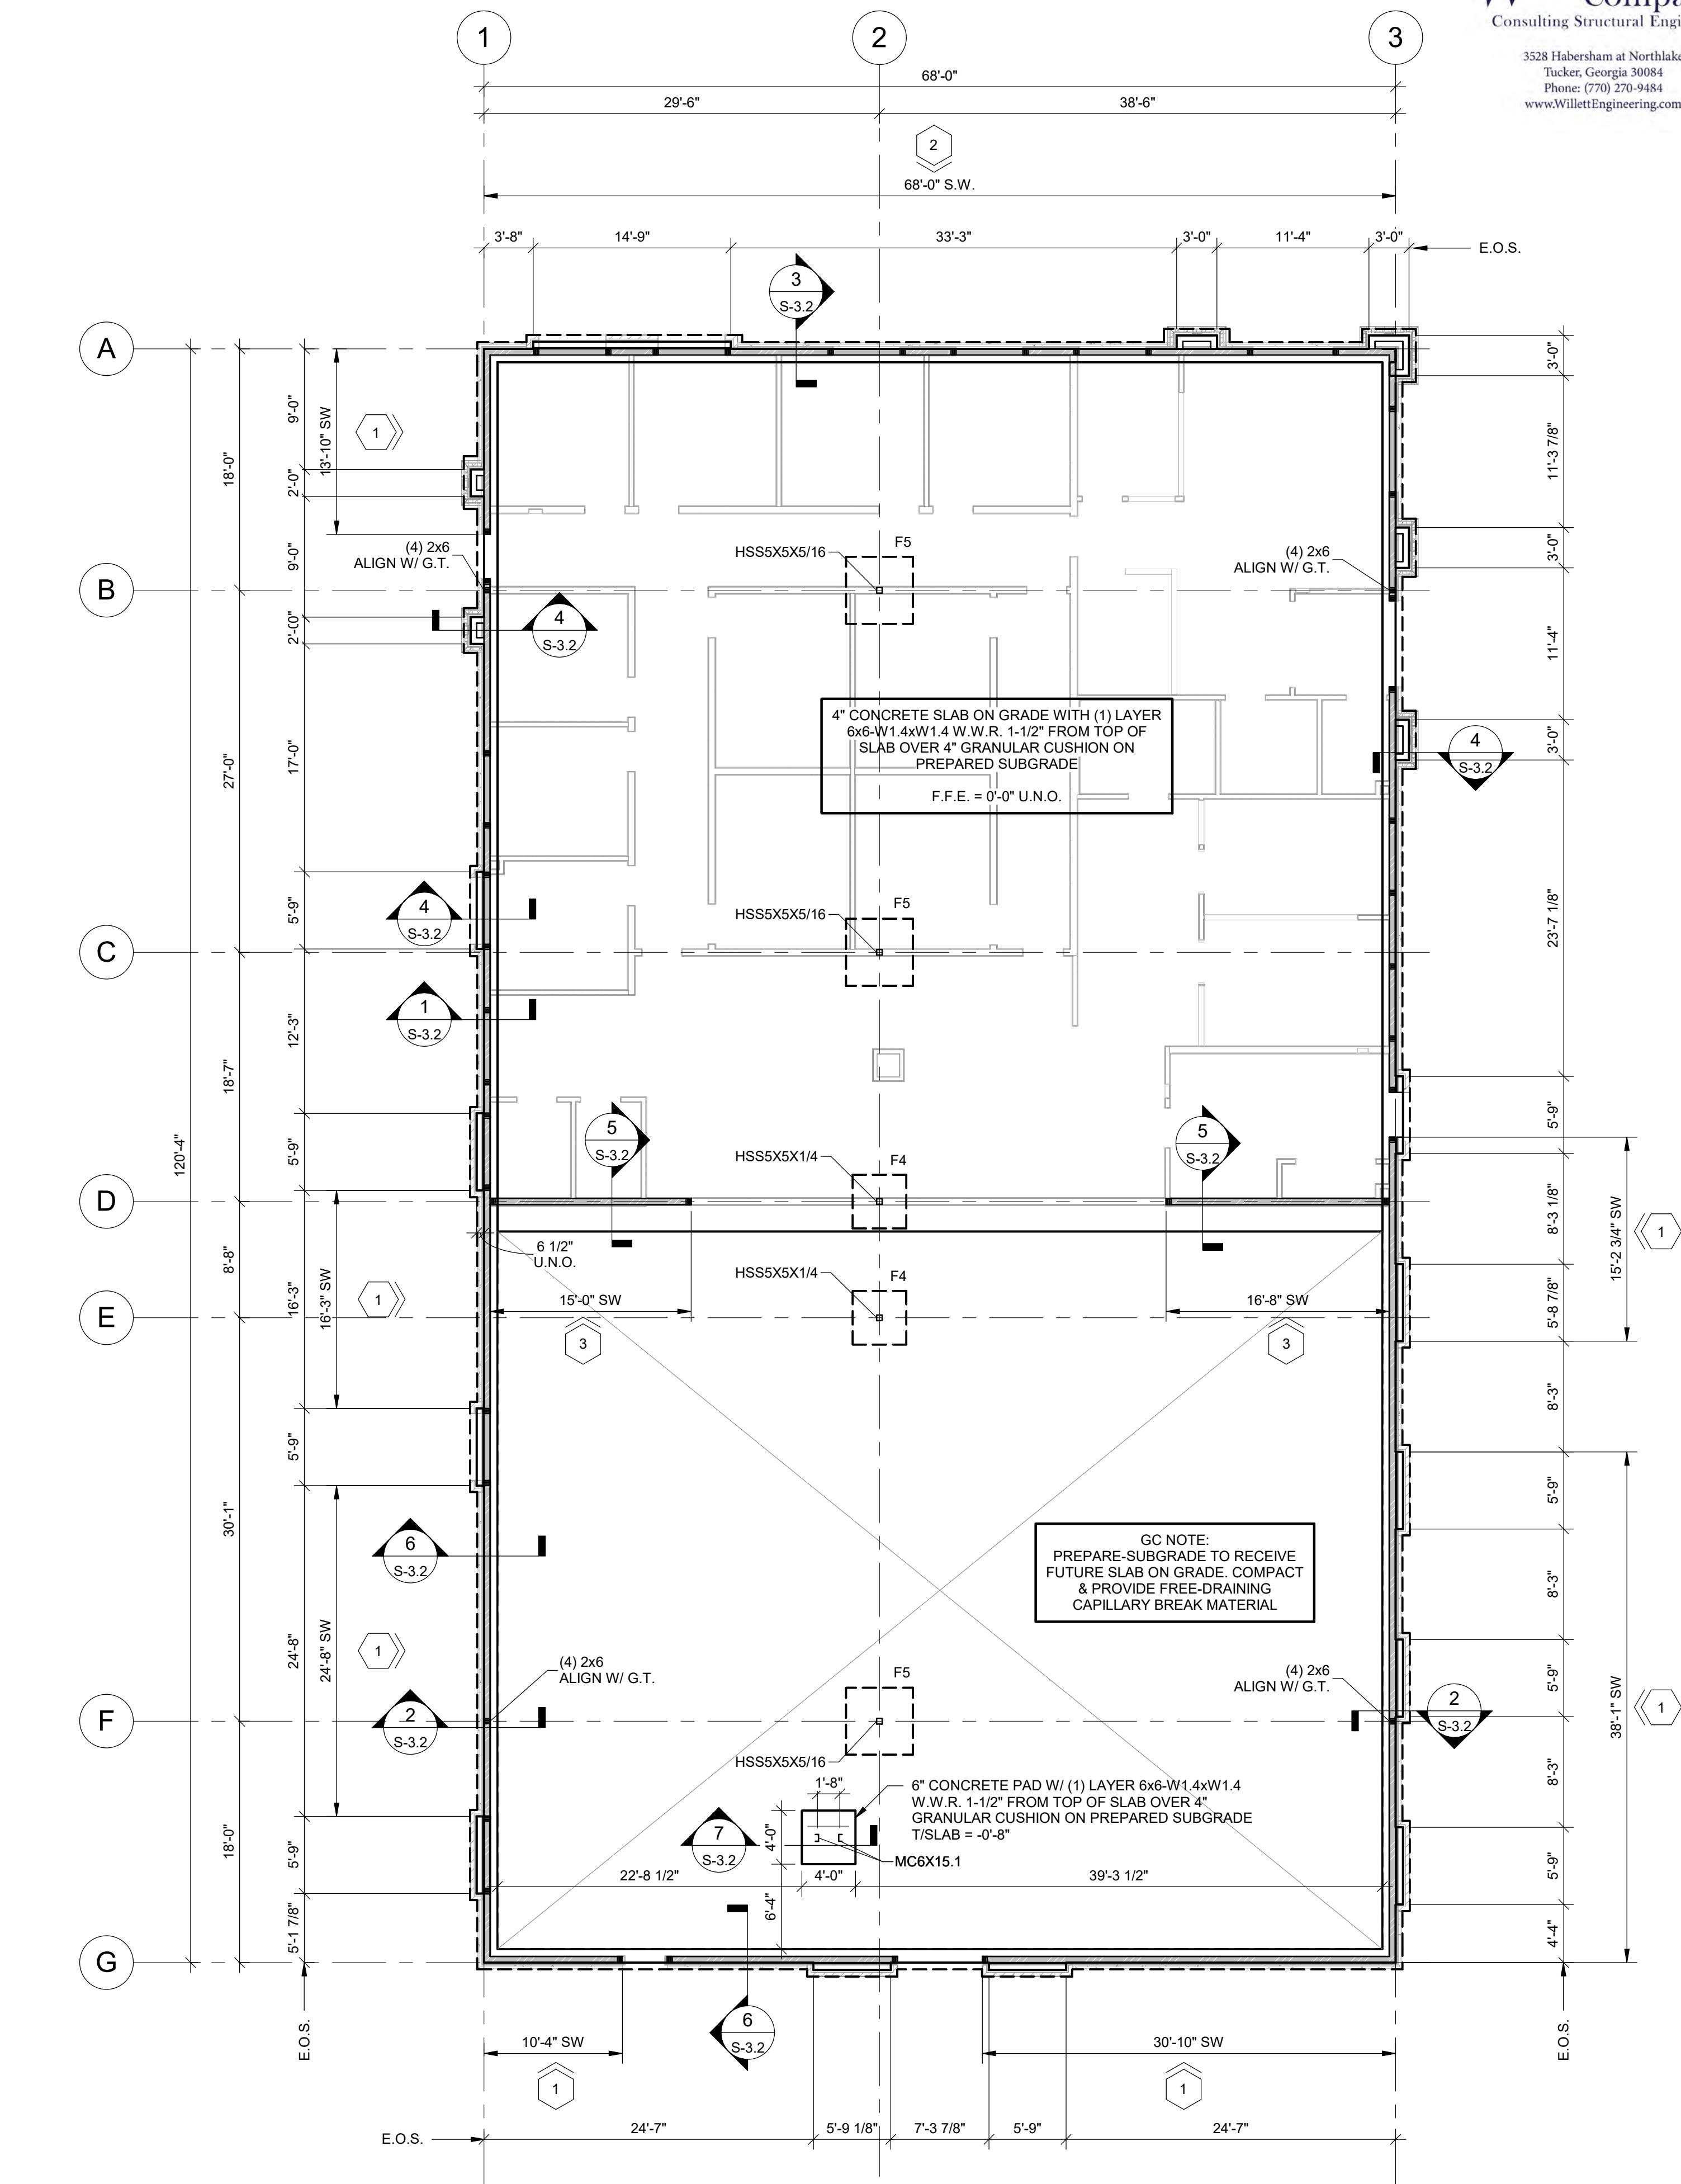 Consulting Structural Engi
3528 Habersham at Northlake
Tucker, Georgia 30084
Phone: (770) 270-9484
www.WillettEngineering.com
1
2
3
68'-0"
29'-6"
38'-6"
2
68'-0" S.W.
3'-8"
14'-9"
33'-3"
3'-0"
11'-4"
3'-0"
E.O.S.
3
S-3.2
A
9'-0"
13'-10" SW
1
3'-0"
18'-0"
2'-0"
11'-3 7/8"
9'-0"
(4) 2x6
ALIGN W/ G.T.
HSS5X5X5/16
F5
(4) 2x6
ALIGN W/ G.T.
3'-0"
B
2'-0"
4
S-3.2
11'-4"
4" CONCRETE SLAB ON GRADE WITH (1) LAYER
6x6-W1.4xW1.4 W.W.R. 1-1/2" FROM TOP OF
SLAB OVER 4" GRANULAR CUSHION ON
PREPARED SUBGRADE
F.F.E. = 0'-0" U.N.O.
27'-0"
17'-0"
3'-0"
4
S-3.2
5'-9"
4
S-3.2
HSS5X5X5/16
F5
23'-7 1/8"
C
1
S-3.2
12'-3"
18'-7"
120'-4"
5'-9"
5
S-3.2
HSS5X5X1/4
F4
5
S-3.2
5'-9"
D
8'-3 1/8"
15'-2 3/4" SW
1
6 1/2"
U.N.O.
8'-8"
16'-3"
16'-3" SW
1
HSS5X5X1/4
F4
15'-0" SW
16'-8" SW
5'-8 7/8"
E
3
3
8'-3"
5'-9"
5'-9"
30'-1"
6
S-3.2
GC NOTE:
PREPARE-SUBGRADE TO RECEIVE
FUTURE SLAB ON GRADE. COMPACT
& PROVIDE FREE-DRAINING
CAPILLARY BREAK MATERIAL
8'-3"
24'-8"
24'-8" SW
1
(4) 2x6
ALIGN W/ G.T.
F5
(4) 2x6
ALIGN W/ G.T.
5'-9"
38'-1" SW
1
F
2
S-3.2
2
S-3.2
HSS5X5X5/16
8'-3"
1'-8"
6" CONCRETE PAD W/ (1) LAYER 6x6-W1.4xW1.4
W.W.R. 1-1/2" FROM TOP OF SLAB OVER 4"
GRANULAR CUSHION ON PREPARED SUBGRADE
T/SLAB = -0'-8"
18'-0"
7
S-3.2
4'-0"
MC6X15.1
5'-9"
22'-8 1/2"
4'-0"
39'-3 1/2"
5'-9"
6'-4"
5'-1 7/8"
4'-4"
G
E.O.S.
6
S-3.2
E.O.S.
10'-4" SW
30'-10" SW
1
1
E.O.S.
24'-7"
5'-9 1/8"
7'-3 7/8"
5'-9"
24'-7"